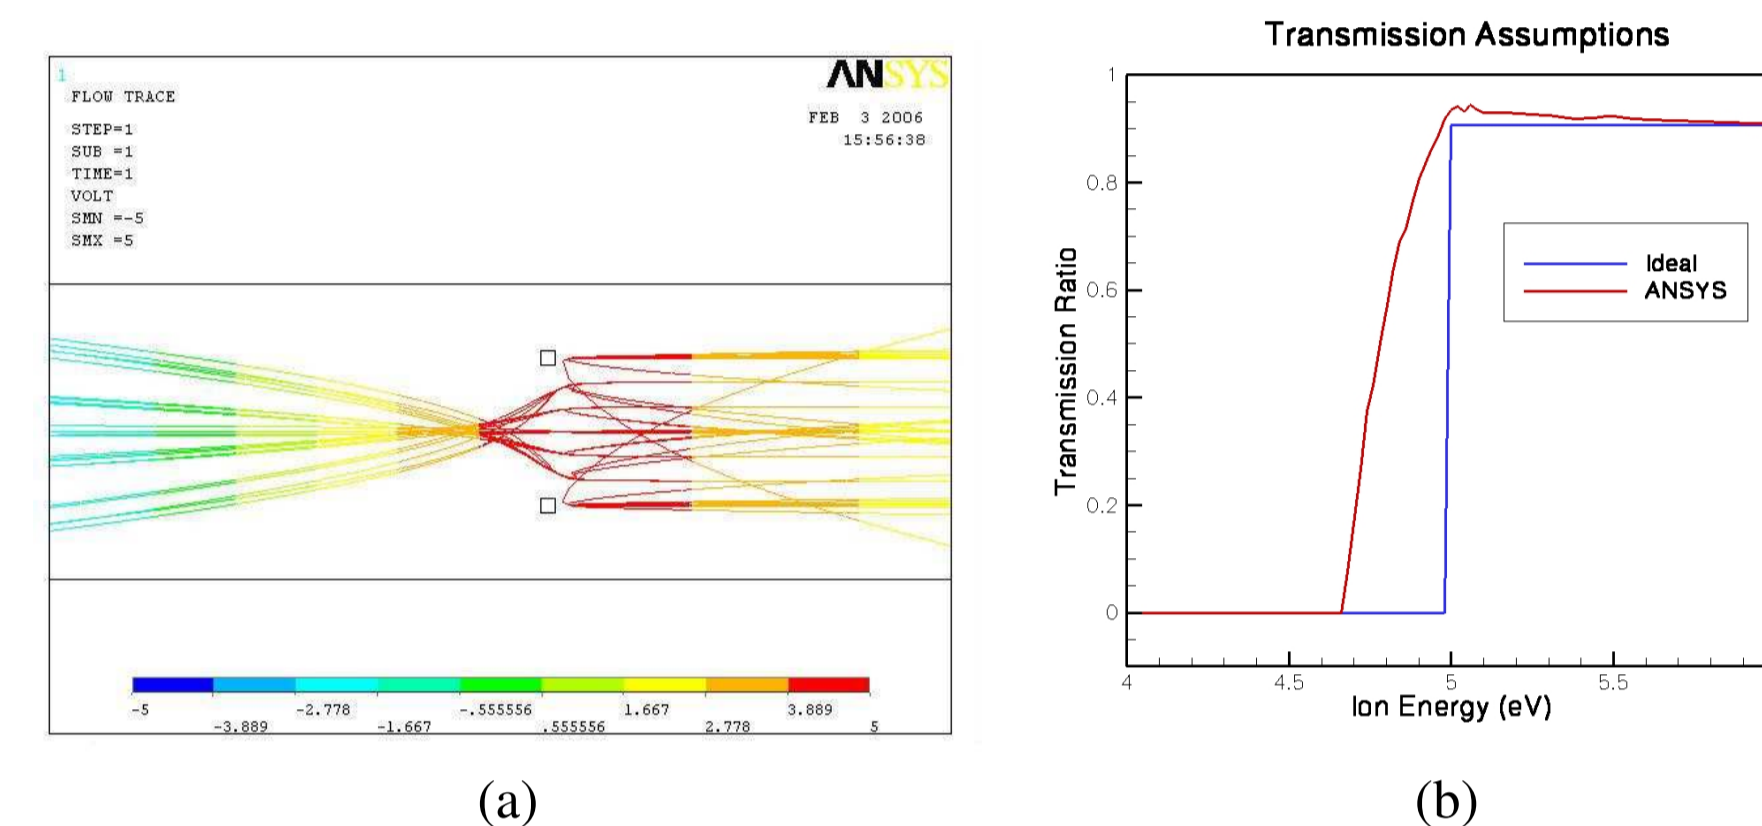 1
ANSYS
FLOW TRACE
FEB 3 2006
15:56:38
STEP=1
SUB =1
TIME=1
VOLT
SMN =-5
SMX =5
-5 -2.778 -.555556 1.667 3.889
-3.889 -1.667 .555556 2.778 5
(a)
Transmission Assumptions
1
0.8
0.6
0.4
0.2
0
Transmission Ratio
Ideal
ANSYS
4 4.5 5 5.5
Ion Energy (eV)
(b)